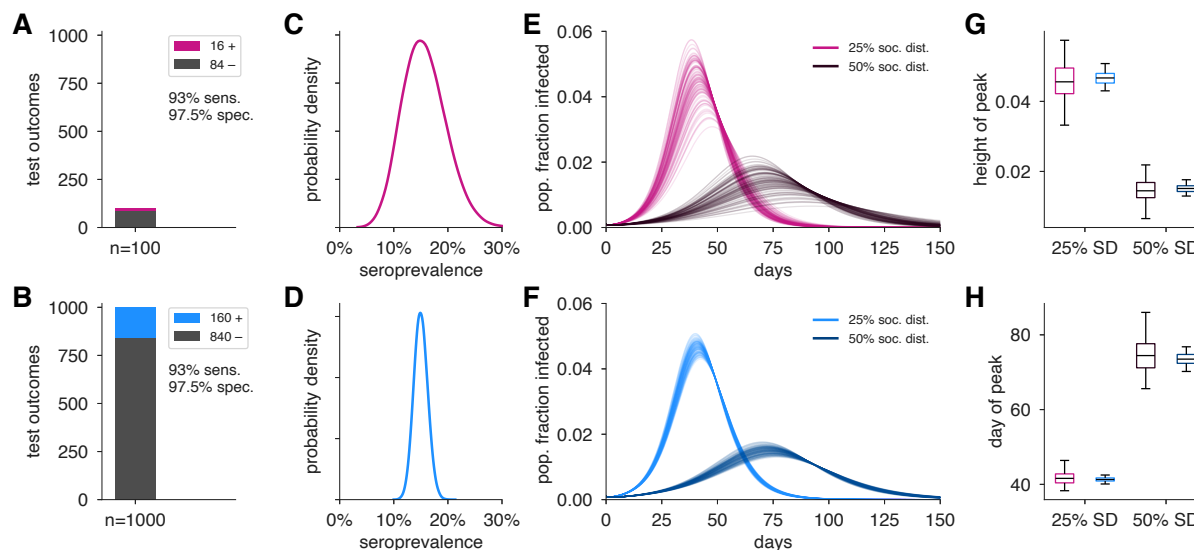 A
test outcomes
1000
750
500
250
0
16 +
84 –
93% sens.
97.5% spec.
n=100
C
probability density
0%
10%
20%
30%
seroprevalence
E
pop. fraction infected
0.06
0.04
0.02
0.00
25% soc. dist.
50% soc. dist.
0
25
50
75
100
125
150
days
G
height of peak
0.04
0.02
25% SD
50% SD
B
test outcomes
1000
750
500
250
0
160 +
840 –
93% sens.
97.5% spec.
n=1000
D
probability density
0%
10%
20%
30%
seroprevalence
F
pop. fraction infected
0.06
0.04
0.02
0.00
25% soc. dist.
50% soc. dist.
0
25
50
75
100
125
150
days
H
day of peak
80
60
40
25% SD
50% SD